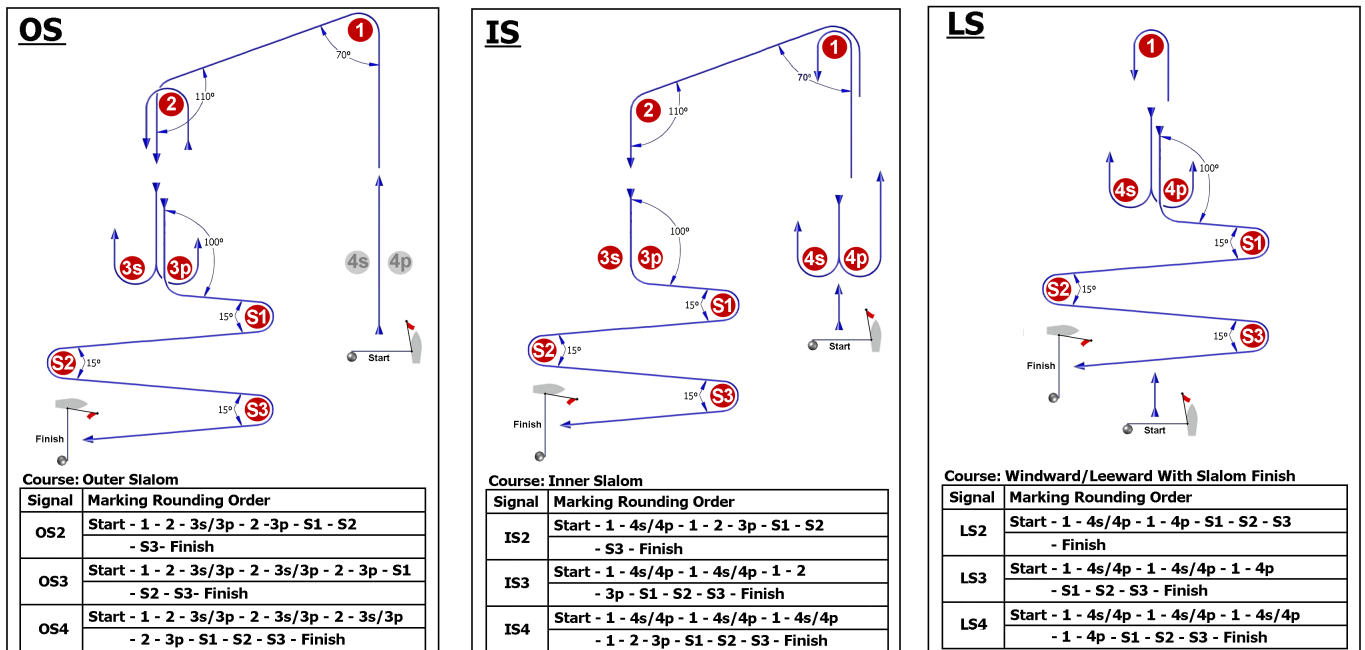 OS
1
70º
2
110º
100º
3s
3p
4s
4p
S1
15º
S2
15º
S3
15º
Start
Finish
Course: Outer Slalom
Signal Marking Rounding Order
OS2 Start - 1 - 2 - 3s/3p - 2 -3p - S1 - S2
- S3- Finish
OS3 Start - 1 - 2 - 3s/3p - 2 - 3s/3p - 2 - 3p - S1
- S2 - S3- Finish
OS4 Start - 1 - 2 - 3s/3p - 2 - 3s/3p - 2 - 3s/3p
- 2 - 3p - S1 - S2 - S3 - Finish
IS
1
70º
2
110º
100º
3s
3p
4s
4p
S1
15º
S2
15º
S3
15º
Start
Finish
Course: Inner Slalom
Signal Marking Rounding Order
IS2 Start - 1 - 4s/4p - 1 - 2 - 3p - S1 - S2
- S3 - Finish
IS3 Start - 1 - 4s/4p - 1 - 4s/4p - 1 - 2
- 3p - S1 - S2 - S3 - Finish
IS4 Start - 1 - 4s/4p - 1 - 4s/4p - 1 - 4s/4p
- 1 - 2 - 3p - S1 - S2 - S3 - Finish
LS
1
100º
4s
4p
S1
15º
S2
15º
S3
15º
Finish
Start
Course: Windward/Leeward With Slalom Finish
Signal Marking Rounding Order
LS2 Start - 1 - 4s/4p - 1 - 4p - S1 - S2 - S3
- Finish
LS3 Start - 1 - 4s/4p - 1 - 4s/4p - 1 - 4p
- S1 - S2 - S3 - Finish
LS4 Start - 1 - 4s/4p - 1 - 4s/4p - 1 - 4s/4p
- 1 - 4p - S1 - S2 - S3 - Finish